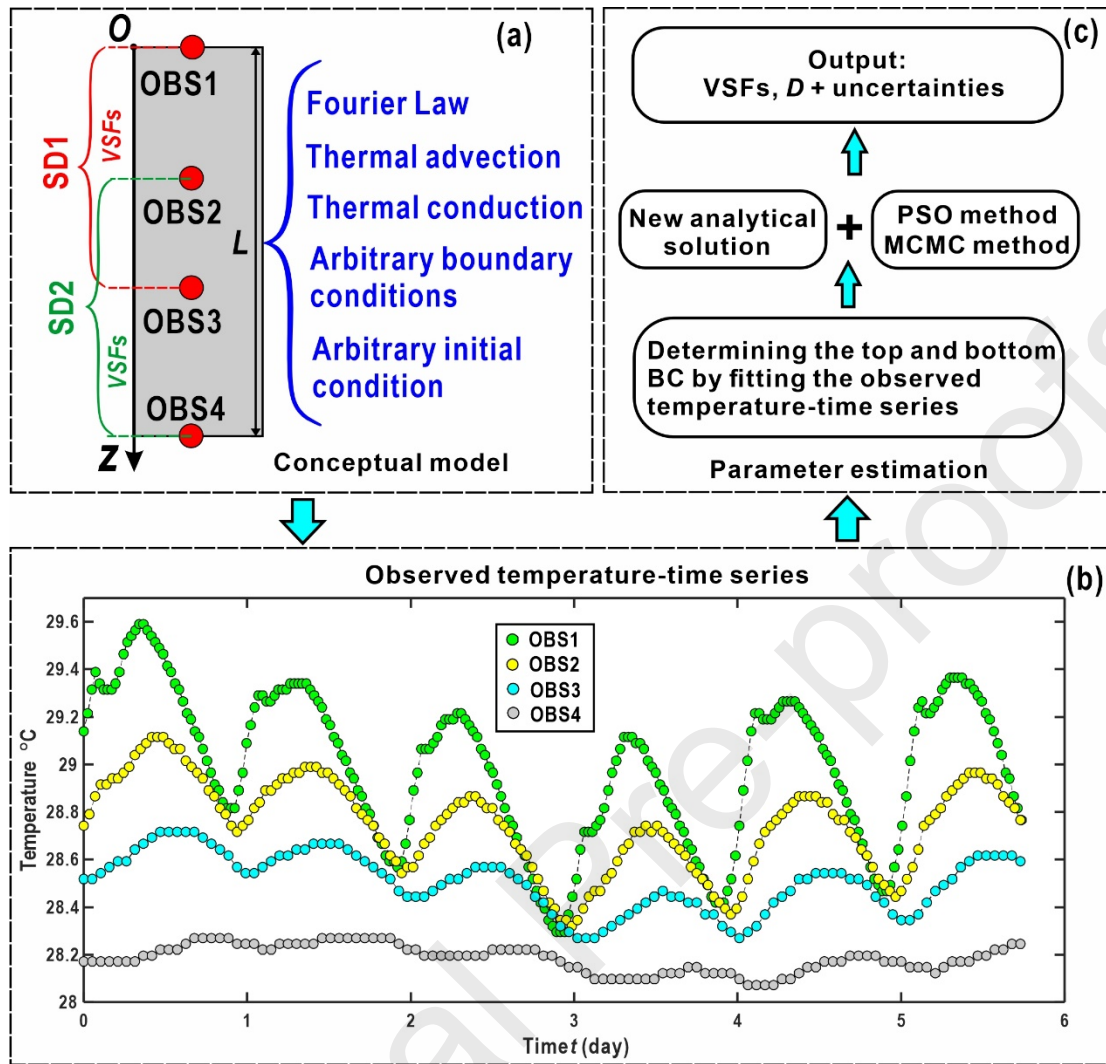 (a)
O
OBS1
OBS2
OBS3
OBS4
SD1
VSFs
SD2
VSFs
L
Z
Fourier Law
Thermal advection
Thermal conduction
Arbitrary boundary
conditions
Arbitrary initial
condition
Conceptual model
(c)
Output:
VSFs, D + uncertainties
New analytical
solution
+
PSO method
MCMC method
Determining the top and bottom
BC by fitting the observed
temperature-time series
Parameter estimation
(b)
Observed temperature-time series
OBS1
OBS2
OBS3
OBS4
Temperature °C
29.6
29.4
29.2
29
28.8
28.6
28.4
28.2
28
0 1 2 3 4 5 6
Time t (day)
al Pre-proofs